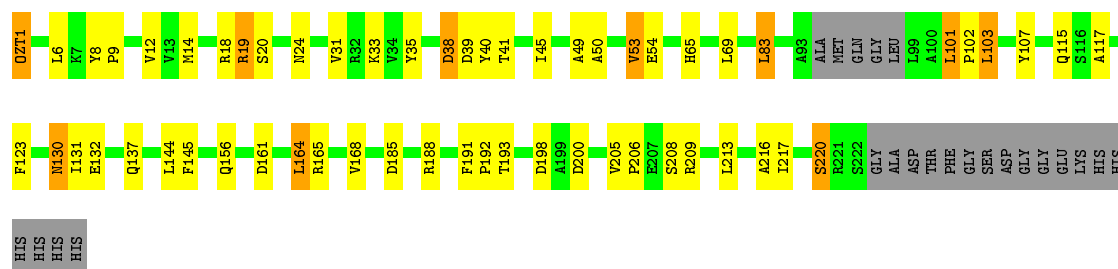 OZT1 L6 K7 Y8 P9 V12 V13 M14 R18 R19 S20 N24 V31 R32 K33 V34 Y35 D38 D39 Y40 T41 I45 A49 A50 V53 E54 H65 L69 L83 A93 ALA MET GLN GLY LEU L99 A100 L101 P102 L103 Y107 Q115 S116 A117
F123 N130 I131 E132 Q137 L144 F145 Q156 D161 L164 R165 V168 D185 R188 F191 P192 T193 D198 A199 D200 V205 P206 E207 S208 R209 L213 A216 I217 S220 R221 S222 GLY ALA ASP THR PHE GLY SER ASP GLY GLY GLU LYS HIS HIS
HIS HIS HIS HIS